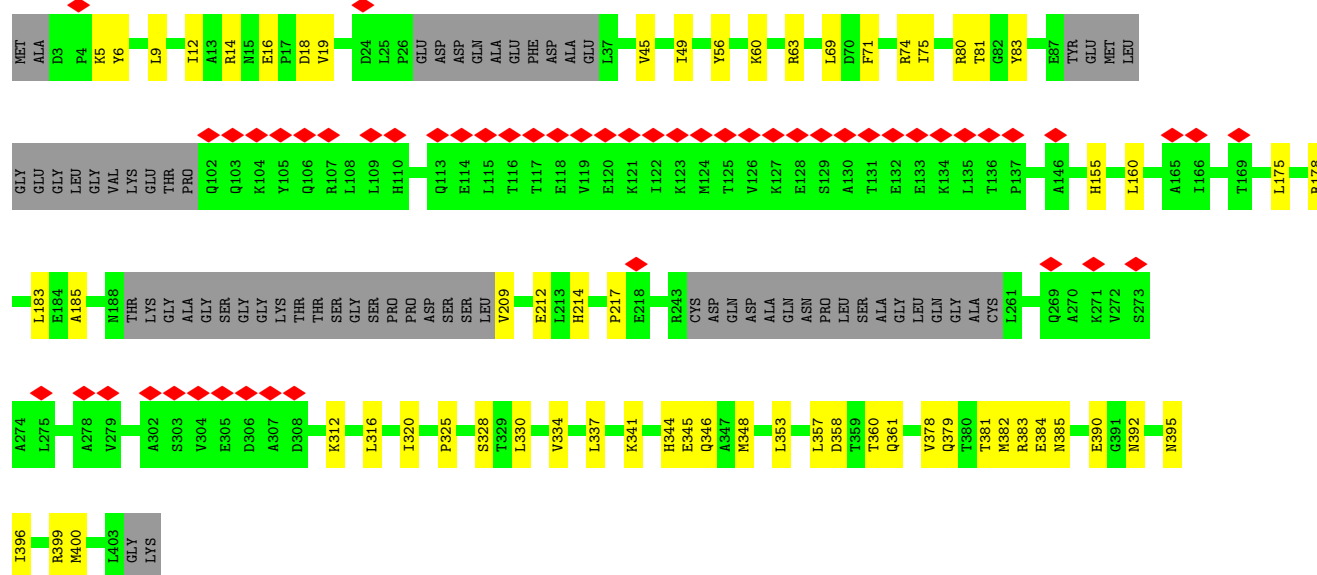 MET ALA D3 P4 K5 Y6 L9 I12 A13 R14 N15 E16 P17 D18 V19 D24 L25 P26 GLU ASP ASP GLN ALA GLU PHE ASP ALA GLU L37 V45 I49 Y56 K60 R63 L69 D70 F71 R74 I75 R80 T81 G82 Y83 E87 TYR GLU MET LEU
GLY GLU GLY LEU GLY VAL LYS GLU THR PRO Q102 Q103 K104 Y105 Q106 R107 L108 L109 H110 Q113 E114 L115 T116 T117 E118 V119 E120 K121 I122 K123 M124 T125 V126 K127 E128 S129 A130 T131 E132 E133 K134 L135 T136 P137 A146 H155 L160 A165 I166 T169 L175 R178
L183 E184 A185 N188 THR LYS GLY ALA GLY SER GLY GLY LYS THR THR SER GLY SER PRO PRO ASP SER SER LEU V209 E212 L213 H214 P217 E218 R243 CYS ASP GLN ASP ALA GLN ASN PRO LEU SER ALA GLY LEU GLN GLY ALA CYS L261 Q269 A270 K271 V272 S273
A274 L275 A278 V279 A302 S303 V304 E305 D306 A307 D308 K312 L316 I320 P325 S328 T329 L330 V334 L337 K341 H344 E345 Q346 A347 M348 L353 L357 D358 T359 T360 Q361 V378 Q379 T380 T381 M382 R383 E384 N385 E390 G391 N392 N395
I396 R399 M400 L403 GLY LYS